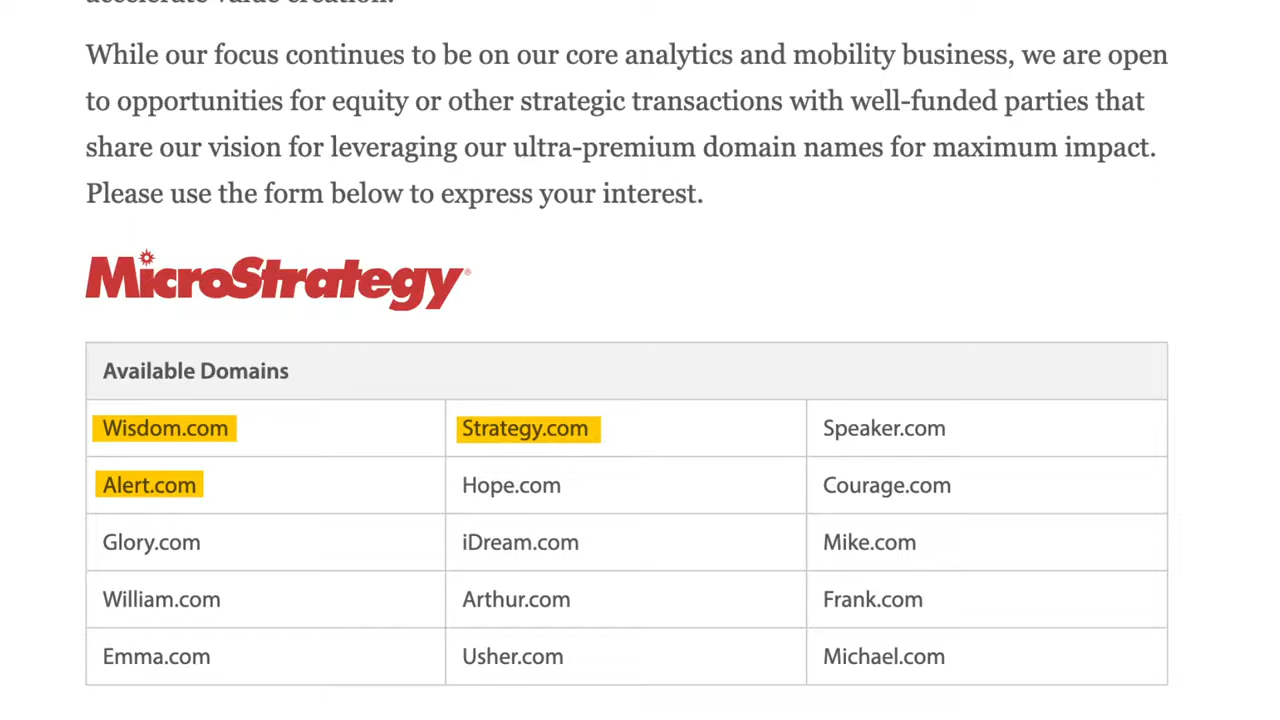 accelerate value creation.
While our focus continues to be on our core analytics and mobility business, we are open
to opportunities for equity or other strategic transactions with well-funded parties that
share our vision for leveraging our ultra-premium domain names for maximum impact.
Please use the form below to express your interest.
MicroStrategy®
Available Domains
Wisdom.com Strategy.com Speaker.com
Alert.com Hope.com Courage.com
Glory.com iDream.com Mike.com
William.com Arthur.com Frank.com
Emma.com Usher.com Michael.com